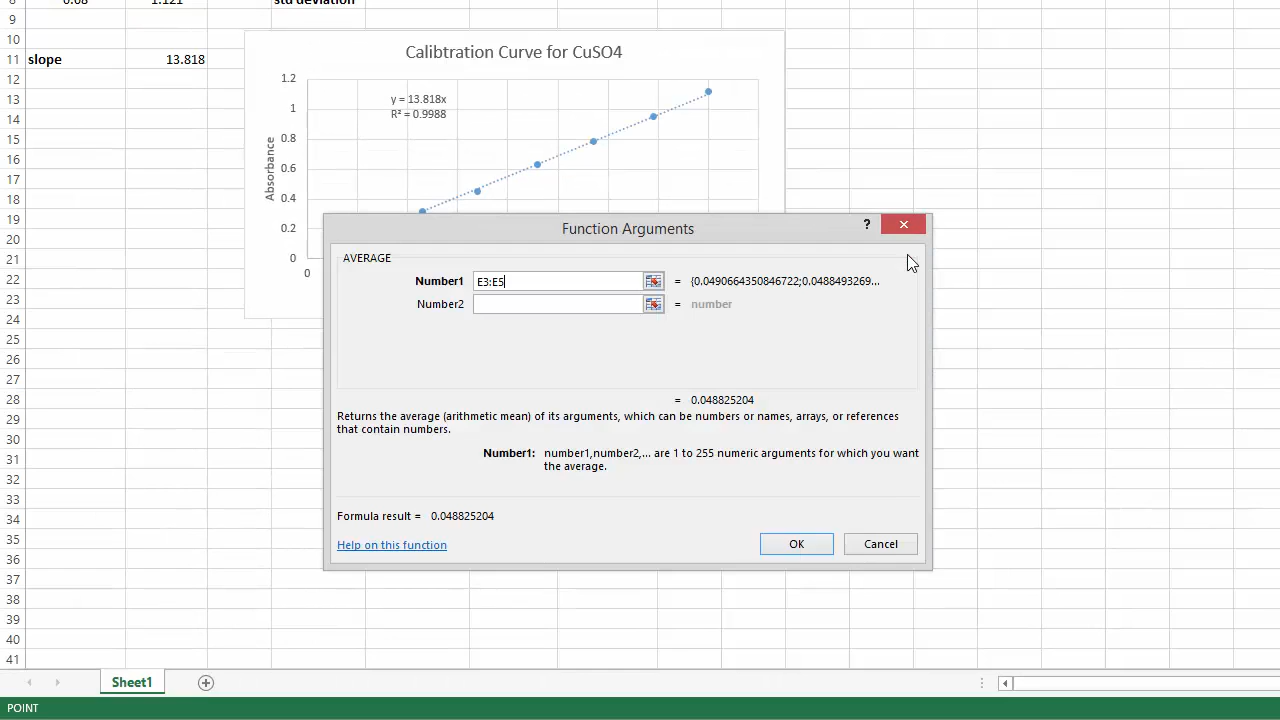 8 0.08 1.121 std deviation
9
10
11 slope 13.818
Calibtration Curve for CuSO4
y = 13.818x
R² = 0.9988
Absorbance
1.2
1
0.8
0.6
0.4
0.2
0
0
12
13
14
15
16
17
18
19
20
21
22
23
24
25
26
27
28
29
30
31
32
33
34
35
36
37
38
39
40
41
Function Arguments
?
AVERAGE
Number1 E3:E5 = {0.0490664350846722;0.0488493269...
Number2 = number
= 0.048825204
Returns the average (arithmetic mean) of its arguments, which can be numbers or names, arrays, or references
that contain numbers.
Number1: number1,number2,... are 1 to 255 numeric arguments for which you want
the average.
Formula result = 0.048825204
Help on this function
OK Cancel
Sheet1
POINT